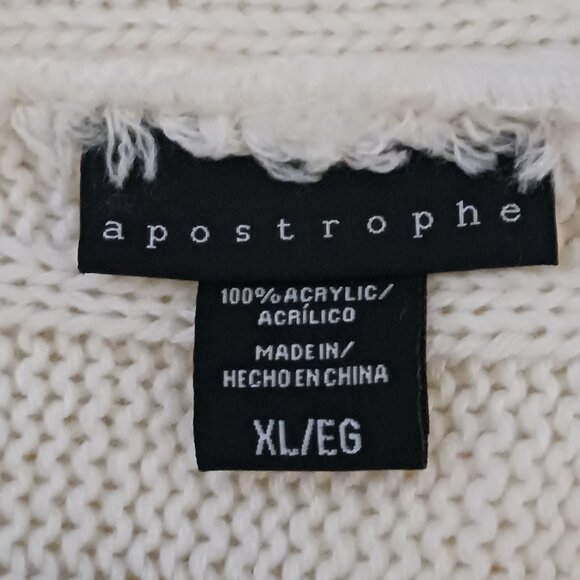 apostrophe
100% ACRYLIC/
ACRÍLICO
MADE IN/
HECHO EN CHINA
XL/EG